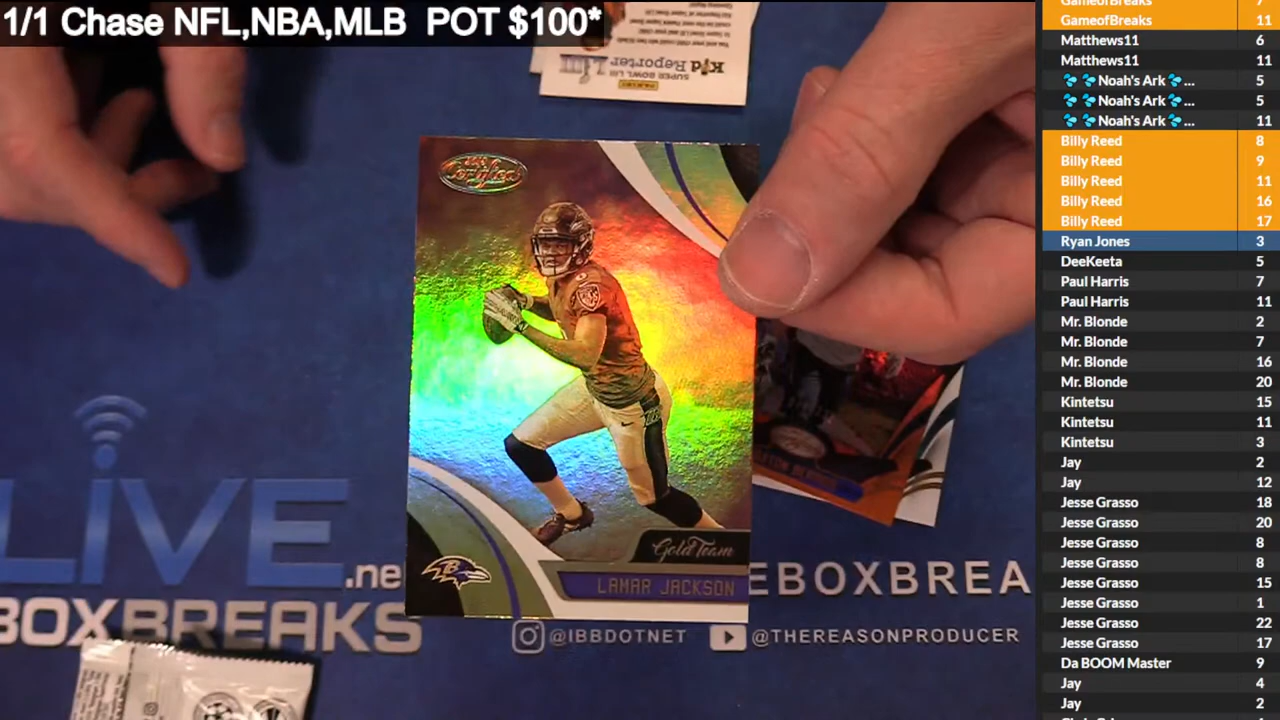 1/1 Chase NFL,NBA,MLB POT $100*
Kid Reporter
SUPER BOWL LIII
PANINI
Certified
Gold Team
LAMAR JACKSON
B
LIVE.ne
BOXBREAKS
EBOXBREA
@IBBDOTNET
@THEREASONPRODUCER
GameofBreaks 7
GameofBreaks 11
Matthews11 6
Matthews11 11
Noah's Ark ... 5
Noah's Ark ... 5
Noah's Ark ... 11
Billy Reed 8
Billy Reed 9
Billy Reed 11
Billy Reed 16
Billy Reed 17
Ryan Jones 3
DeeKeeta 5
Paul Harris 7
Paul Harris 11
Mr. Blonde 2
Mr. Blonde 7
Mr. Blonde 16
Mr. Blonde 20
Kintetsu 15
Kintetsu 11
Kintetsu 3
Jay 2
Jay 12
Jesse Grasso 18
Jesse Grasso 20
Jesse Grasso 8
Jesse Grasso 8
Jesse Grasso 15
Jesse Grasso 1
Jesse Grasso 22
Jesse Grasso 17
Da BOOM Master 9
Jay 4
Jay 2